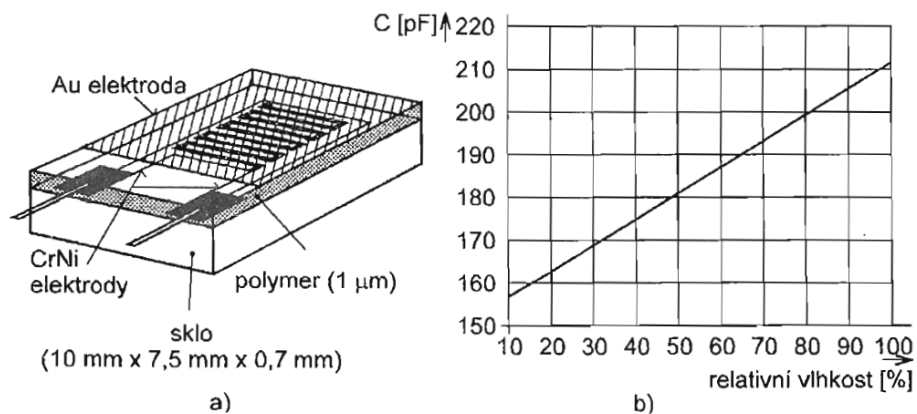 Au elektroda
CrNi
elektrody
polymer (1 μm)
sklo
(10 mm x 7,5 mm x 0,7 mm)
a)
C [pF]
220
210
200
190
180
170
160
150
10 20 30 40 50 60 70 80 90 100
relativní vlhkost [%]
b)